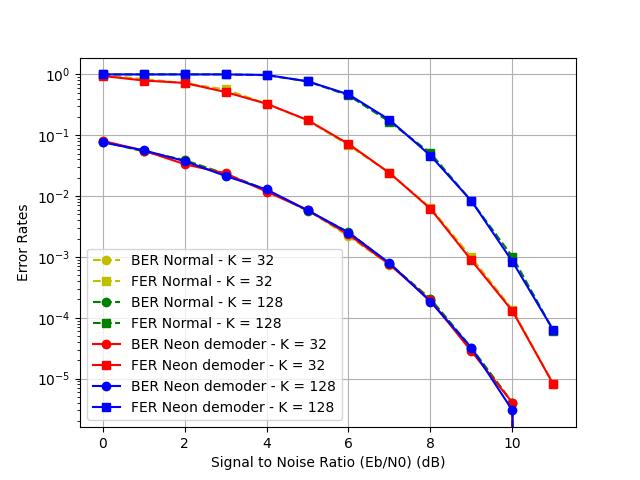 10^0
10^-1
10^-2
10^-3
10^-4
10^-5
Error Rates
BER Normal - K = 32
FER Normal - K = 32
BER Normal - K = 128
FER Normal - K = 128
BER Neon demoder - K = 32
FER Neon demoder - K = 32
BER Neon demoder - K = 128
FER Neon demoder - K = 128
0 2 4 6 8 10
Signal to Noise Ratio (Eb/N0) (dB)